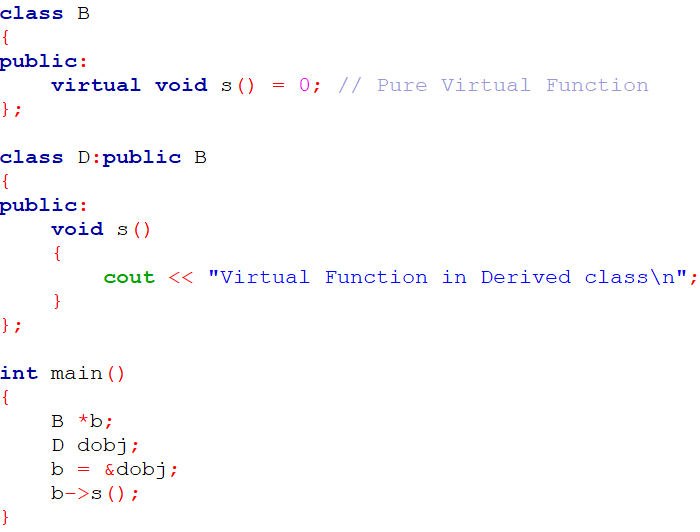 class B
{
public:
    virtual void s() = 0; // Pure Virtual Function
};

class D:public B
{
public:
    void s()
    {
        cout << "Virtual Function in Derived class\n";
    }
};

int main()
{
    B *b;
    D dobj;
    b = &dobj;
    b->s();
}